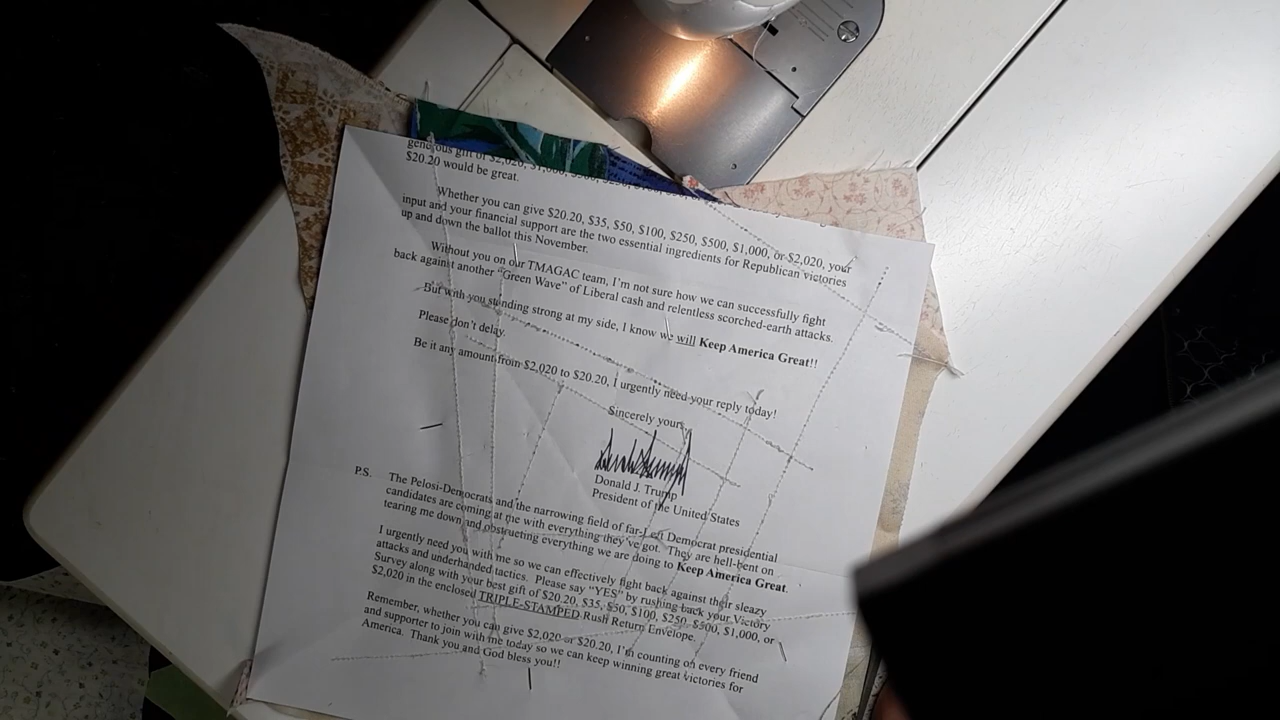 generous gift of $2,020, $1,000, $500, $250,
$20.20 would be great.
Whether you can give $20.20, $35, $50, $100, $250, $500, $1,000, or $2,020, your
input and your financial support are the two essential ingredients for Republican victories
up and down the ballot this November.
Without you on our TMAGAC team, I'm not sure how we can successfully fight
back against another "Green Wave" of Liberal cash and relentless scorched-earth attacks.
But with you standing strong at my side, I know we will Keep America Great!!
Please don't delay.
Be it any amount from $2,020 to $20.20, I urgently need your reply today!
Sincerely yours,
Donald J. Trump
President of the United States
P.S. The Pelosi-Democrats and the narrowing field of far-Left Democrat presidential
candidates are coming at me with everything they've got. They are hell-bent on
tearing me down and obstructing everything we are doing to Keep America Great.
I urgently need you with me so we can effectively fight back against their sleazy
attacks and underhanded tactics. Please say "YES" by rushing back your Victory
Survey along with your best gift of $20.20, $35, $50, $100, $250, $500, $1,000, or
$2,020 in the enclosed TRIPLE-STAMPED Rush Return Envelope.
Remember, whether you can give $2,020 or $20.20, I'm counting on every friend
and supporter to join with me today so we can keep winning great victories for
America. Thank you and God bless you!!